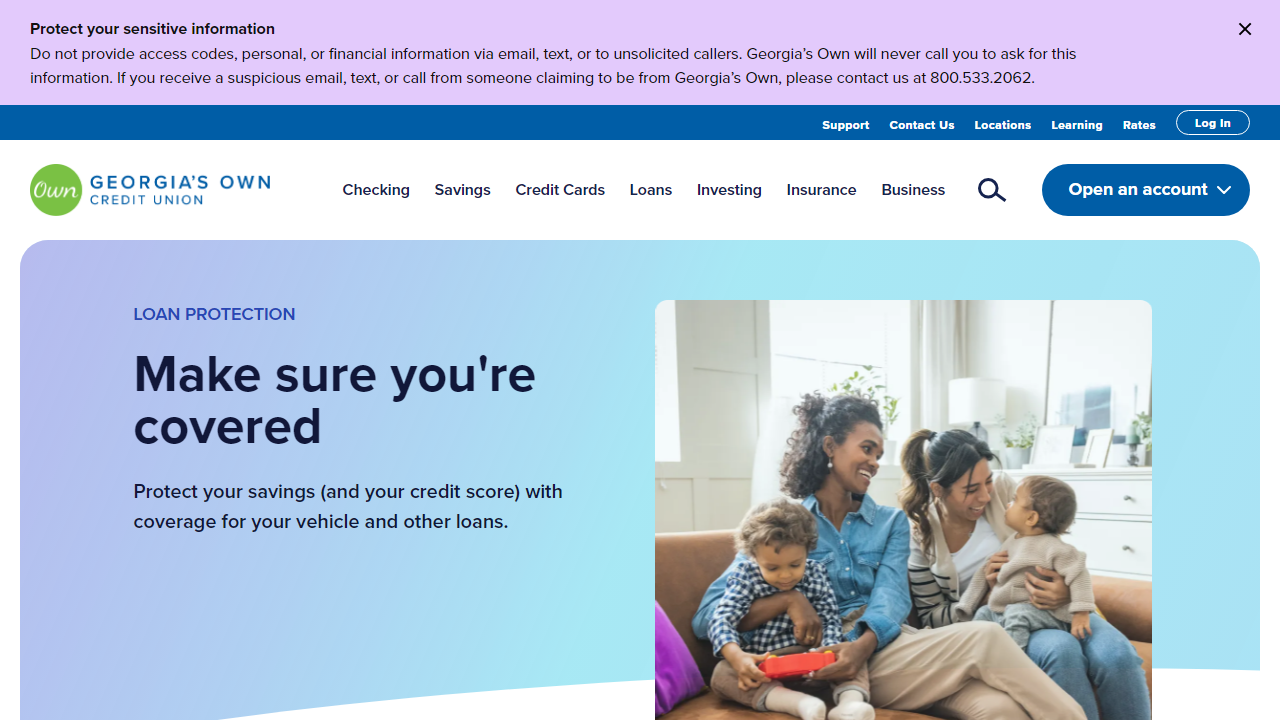 Protect your sensitive information
Do not provide access codes, personal, or financial information via email, text, or to unsolicited callers. Georgia’s Own will never call you to ask for this
information. If you receive a suspicious email, text, or call from someone claiming to be from Georgia’s Own, please contact us at 800.533.2062.
Support Contact Us Locations Learning Rates Log In
Own GEORGIA’S OWN
CREDIT UNION
Checking Savings Credit Cards Loans Investing Insurance Business Open an account
LOAN PROTECTION
Make sure you're
covered
Protect your savings (and your credit score) with
coverage for your vehicle and other loans.